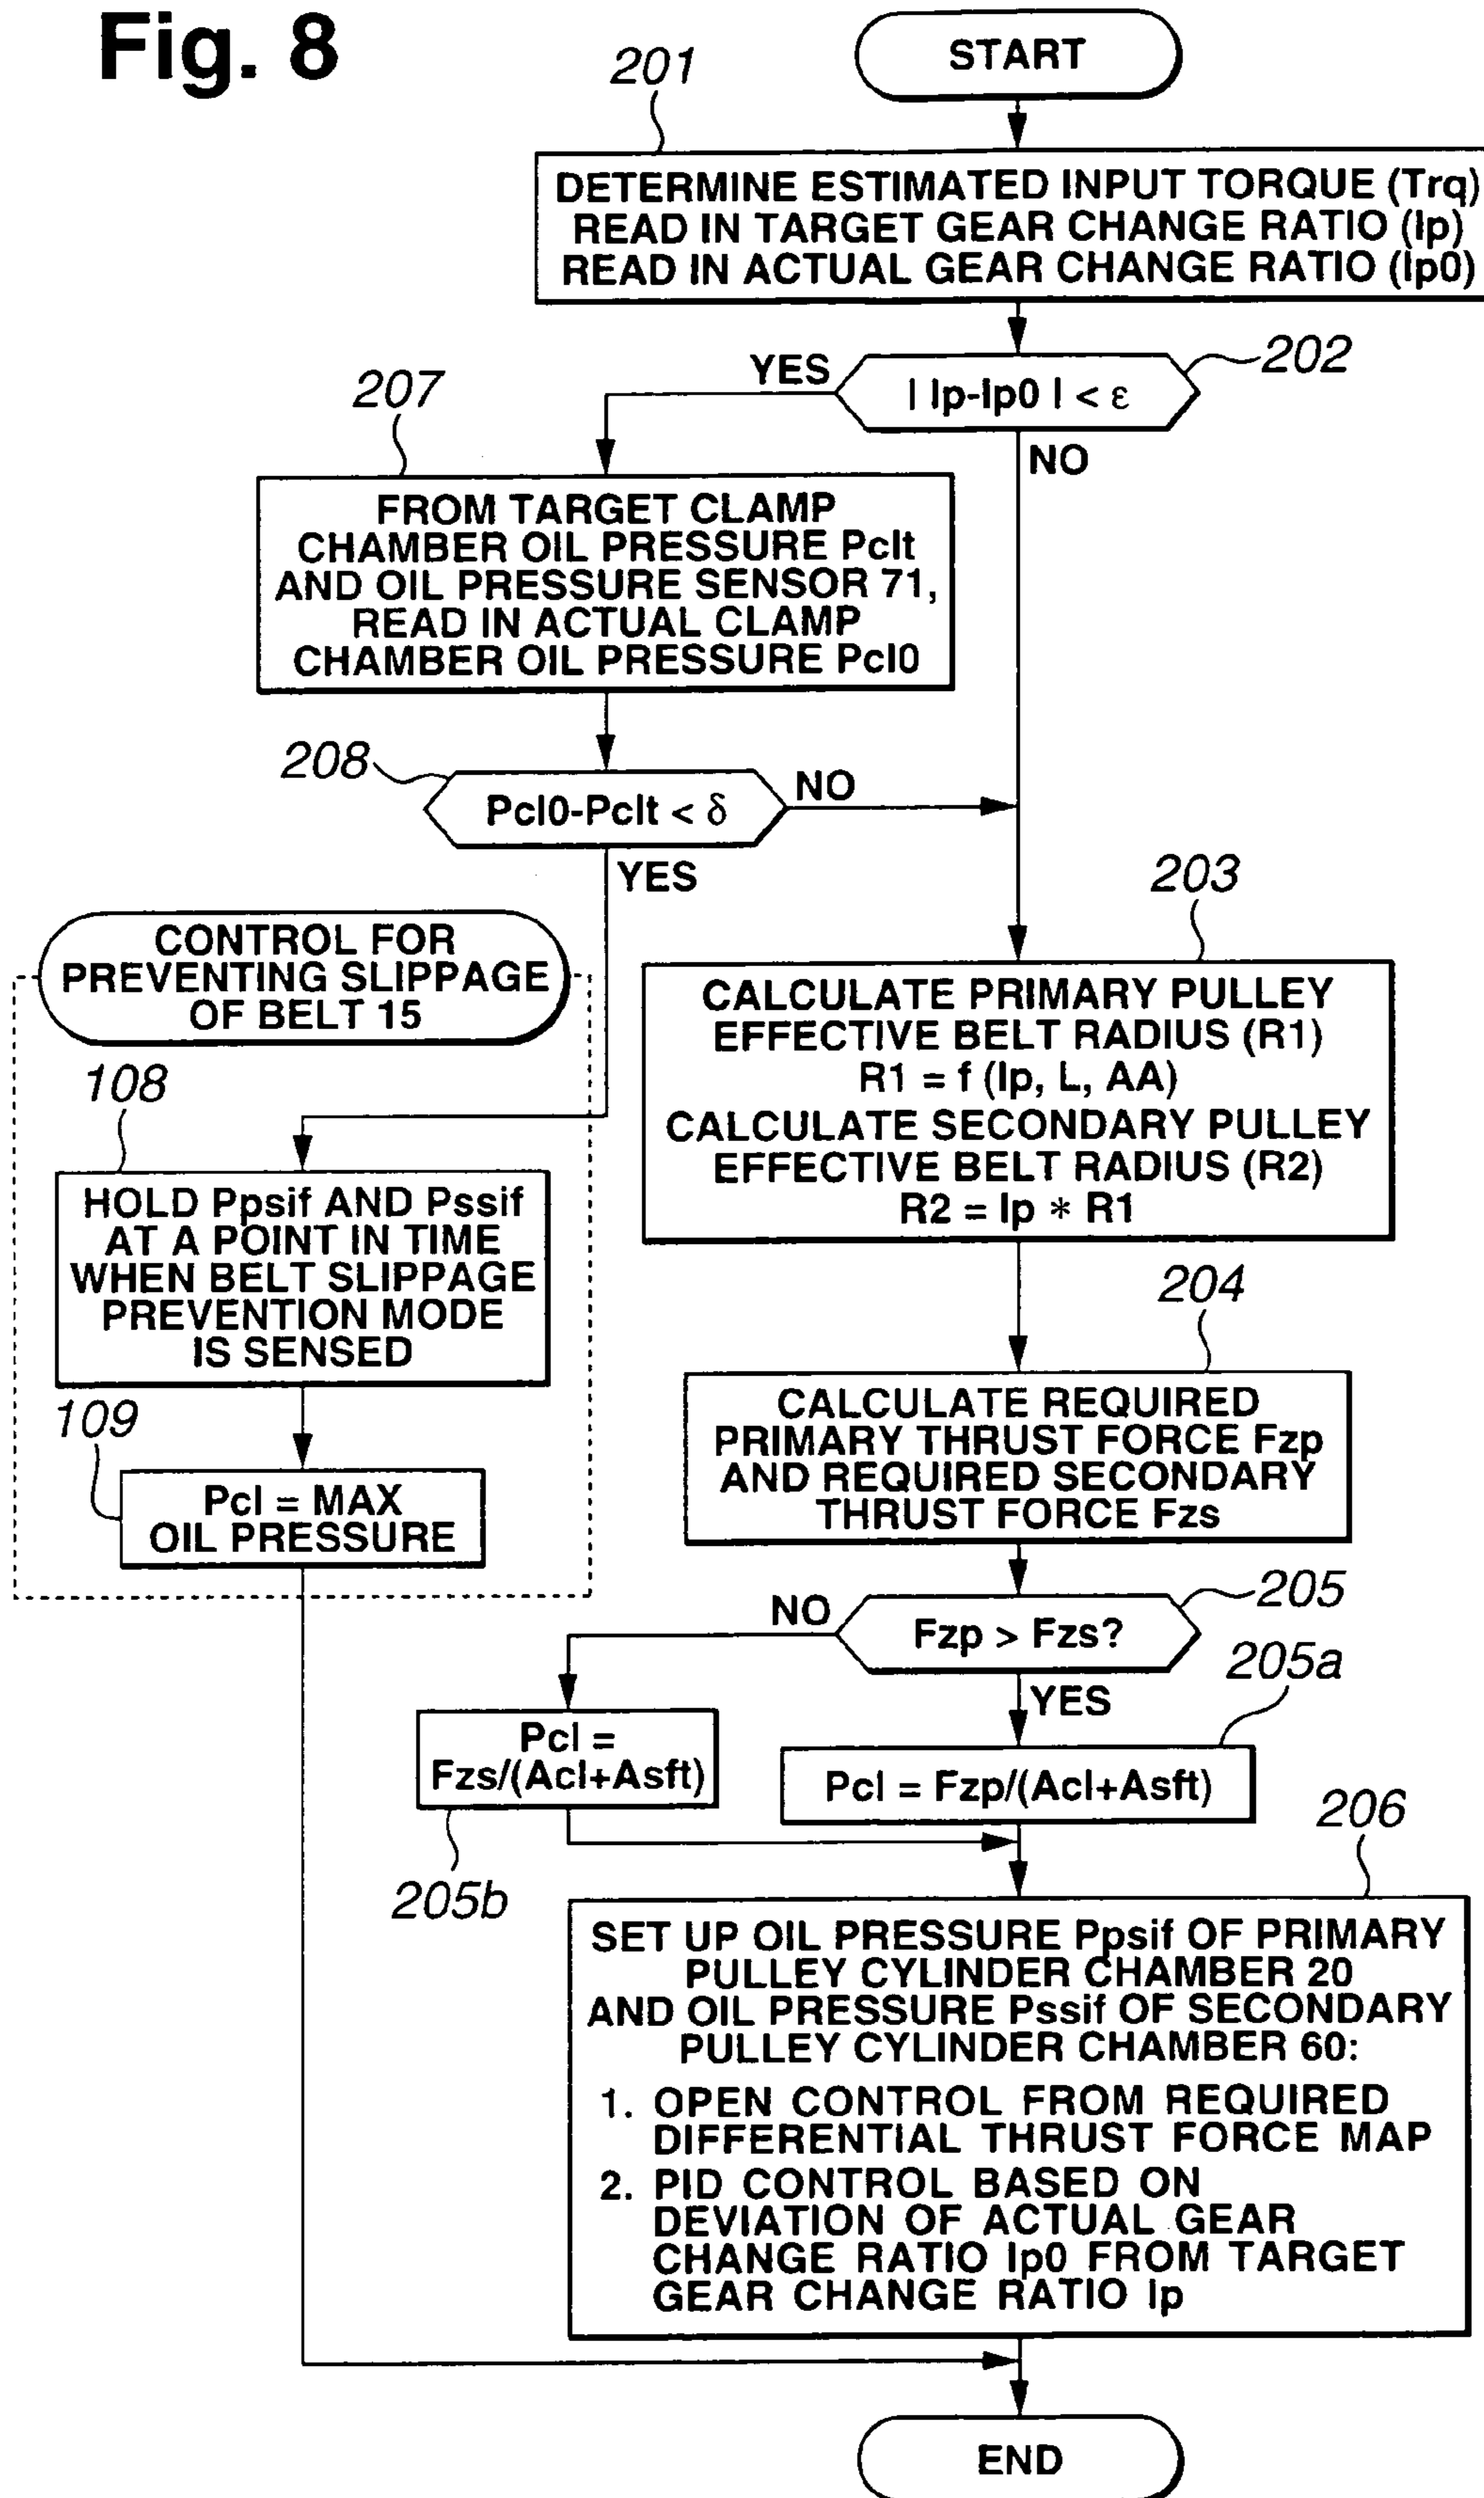 Fig. 8
START
201
DETERMINE ESTIMATED INPUT TORQUE (Trq)
READ IN TARGET GEAR CHANGE RATIO (Ip)
READ IN ACTUAL GEAR CHANGE RATIO (Ip0)
202
| Ip-Ip0 | < ε
YES
NO
207
FROM TARGET CLAMP
CHAMBER OIL PRESSURE Pclt
AND OIL PRESSURE SENSOR 71,
READ IN ACTUAL CLAMP
CHAMBER OIL PRESSURE Pcl0
208
Pcl0-Pclt < δ
NO
YES
CONTROL FOR
PREVENTING SLIPPAGE
OF BELT 15
108
HOLD Ppsif AND Pssif
AT A POINT IN TIME
WHEN BELT SLIPPAGE
PREVENTION MODE
IS SENSED
109
Pcl = MAX
OIL PRESSURE
203
CALCULATE PRIMARY PULLEY
EFFECTIVE BELT RADIUS (R1)
R1 = f (Ip, L, AA)
CALCULATE SECONDARY PULLEY
EFFECTIVE BELT RADIUS (R2)
R2 = Ip * R1
204
CALCULATE REQUIRED
PRIMARY THRUST FORCE Fzp
AND REQUIRED SECONDARY
THRUST FORCE Fzs
205
Fzp > Fzs?
NO
YES
205a
Pcl = Fzp/(Acl+Asft)
Pcl =
Fzs/(Acl+Asft)
205b
206
SET UP OIL PRESSURE Ppsif OF PRIMARY
PULLEY CYLINDER CHAMBER 20
AND OIL PRESSURE Pssif OF SECONDARY
PULLEY CYLINDER CHAMBER 60:
1. OPEN CONTROL FROM REQUIRED
DIFFERENTIAL THRUST FORCE MAP
2. PID CONTROL BASED ON
DEVIATION OF ACTUAL GEAR
CHANGE RATIO Ip0 FROM TARGET
GEAR CHANGE RATIO Ip
END